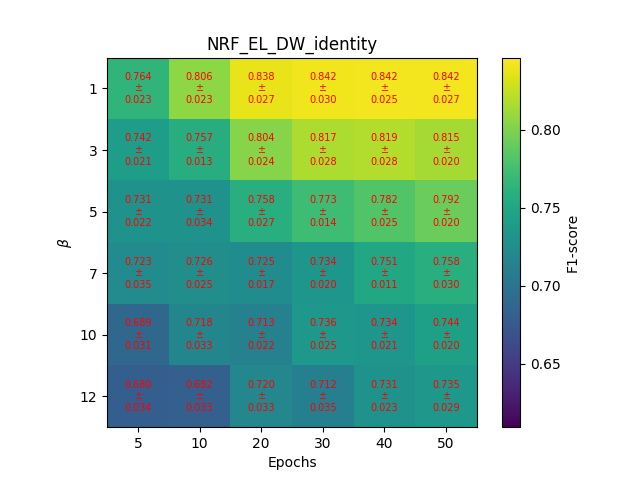 NRF_EL_DW_identity
0.764 0.806 0.838 0.842 0.842 0.842
± ± ± ± ± ±
1
0.023 0.023 0.027 0.030 0.025 0.027
0.742 0.757 0.804 0.817 0.819 0.815
± ± ± ± ± ±
3
0.021 0.013 0.024 0.028 0.028 0.020
0.731 0.731 0.758 0.773 0.782 0.792
± ± ± ± ± ±
5
0.022 0.034 0.027 0.014 0.025 0.020
0.723 0.726 0.725 0.734 0.751 0.758
± ± ± ± ± ±
7
0.035 0.025 0.017 0.020 0.011 0.030
0.689 0.718 0.713 0.736 0.734 0.744
± ± ± ± ± ±
10
0.031 0.033 0.022 0.025 0.021 0.020
0.680 0.682 0.720 0.712 0.731 0.735
± ± ± ± ± ±
12
0.034 0.033 0.035 0.023 0.029
5 10 20 30 40 50
Epochs
β
0.80
0.75
0.70
0.65
F1-score